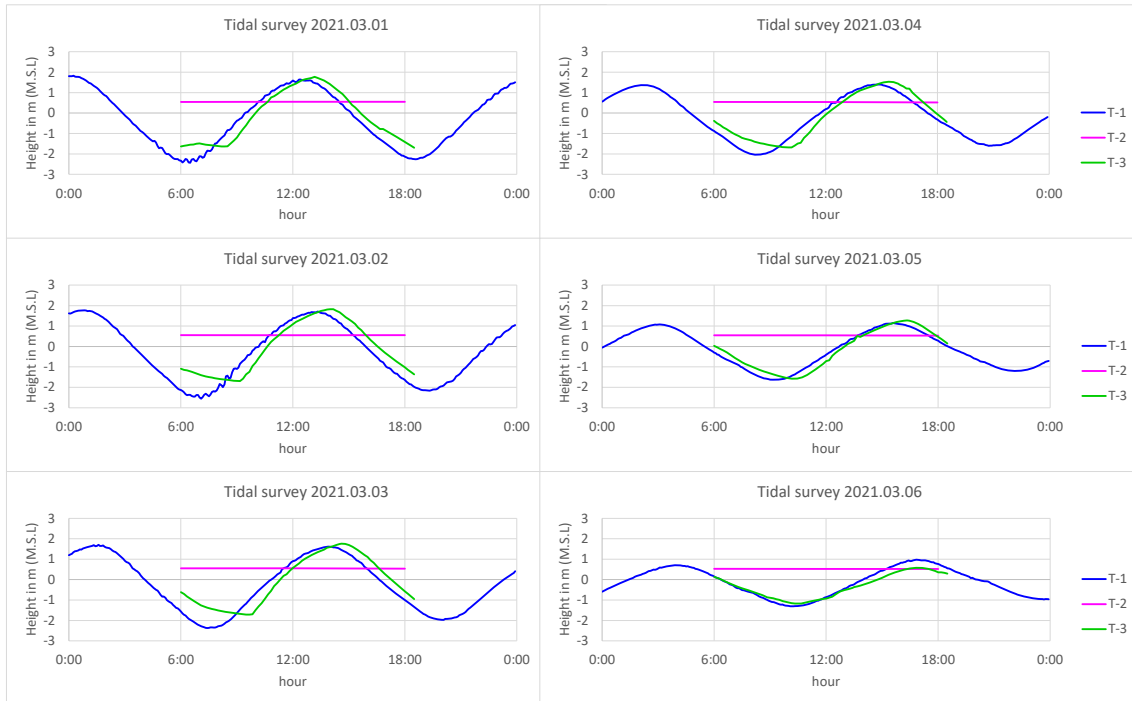 Tidal survey 2021.03.01
Height in m (M.S.L)
3
2
1
0
-1
-2
-3
0:00 6:00 12:00 18:00 0:00
hour
Tidal survey 2021.03.04
Height in m (M.S.L)
3
2
1
0
-1
-2
-3
0:00 6:00 12:00 18:00 0:00
hour
T-1
T-2
T-3
Tidal survey 2021.03.02
Height in m (M.S.L)
3
2
1
0
-1
-2
-3
0:00 6:00 12:00 18:00 0:00
hour
Tidal survey 2021.03.05
Height in m (M.S.L)
3
2
1
0
-1
-2
-3
0:00 6:00 12:00 18:00 0:00
hour
T-1
T-2
T-3
Tidal survey 2021.03.03
Height in m (M.S.L)
3
2
1
0
-1
-2
-3
0:00 6:00 12:00 18:00 0:00
hour
Tidal survey 2021.03.06
Height in m (M.S.L)
3
2
1
0
-1
-2
-3
0:00 6:00 12:00 18:00 0:00
hour
T-1
T-2
T-3